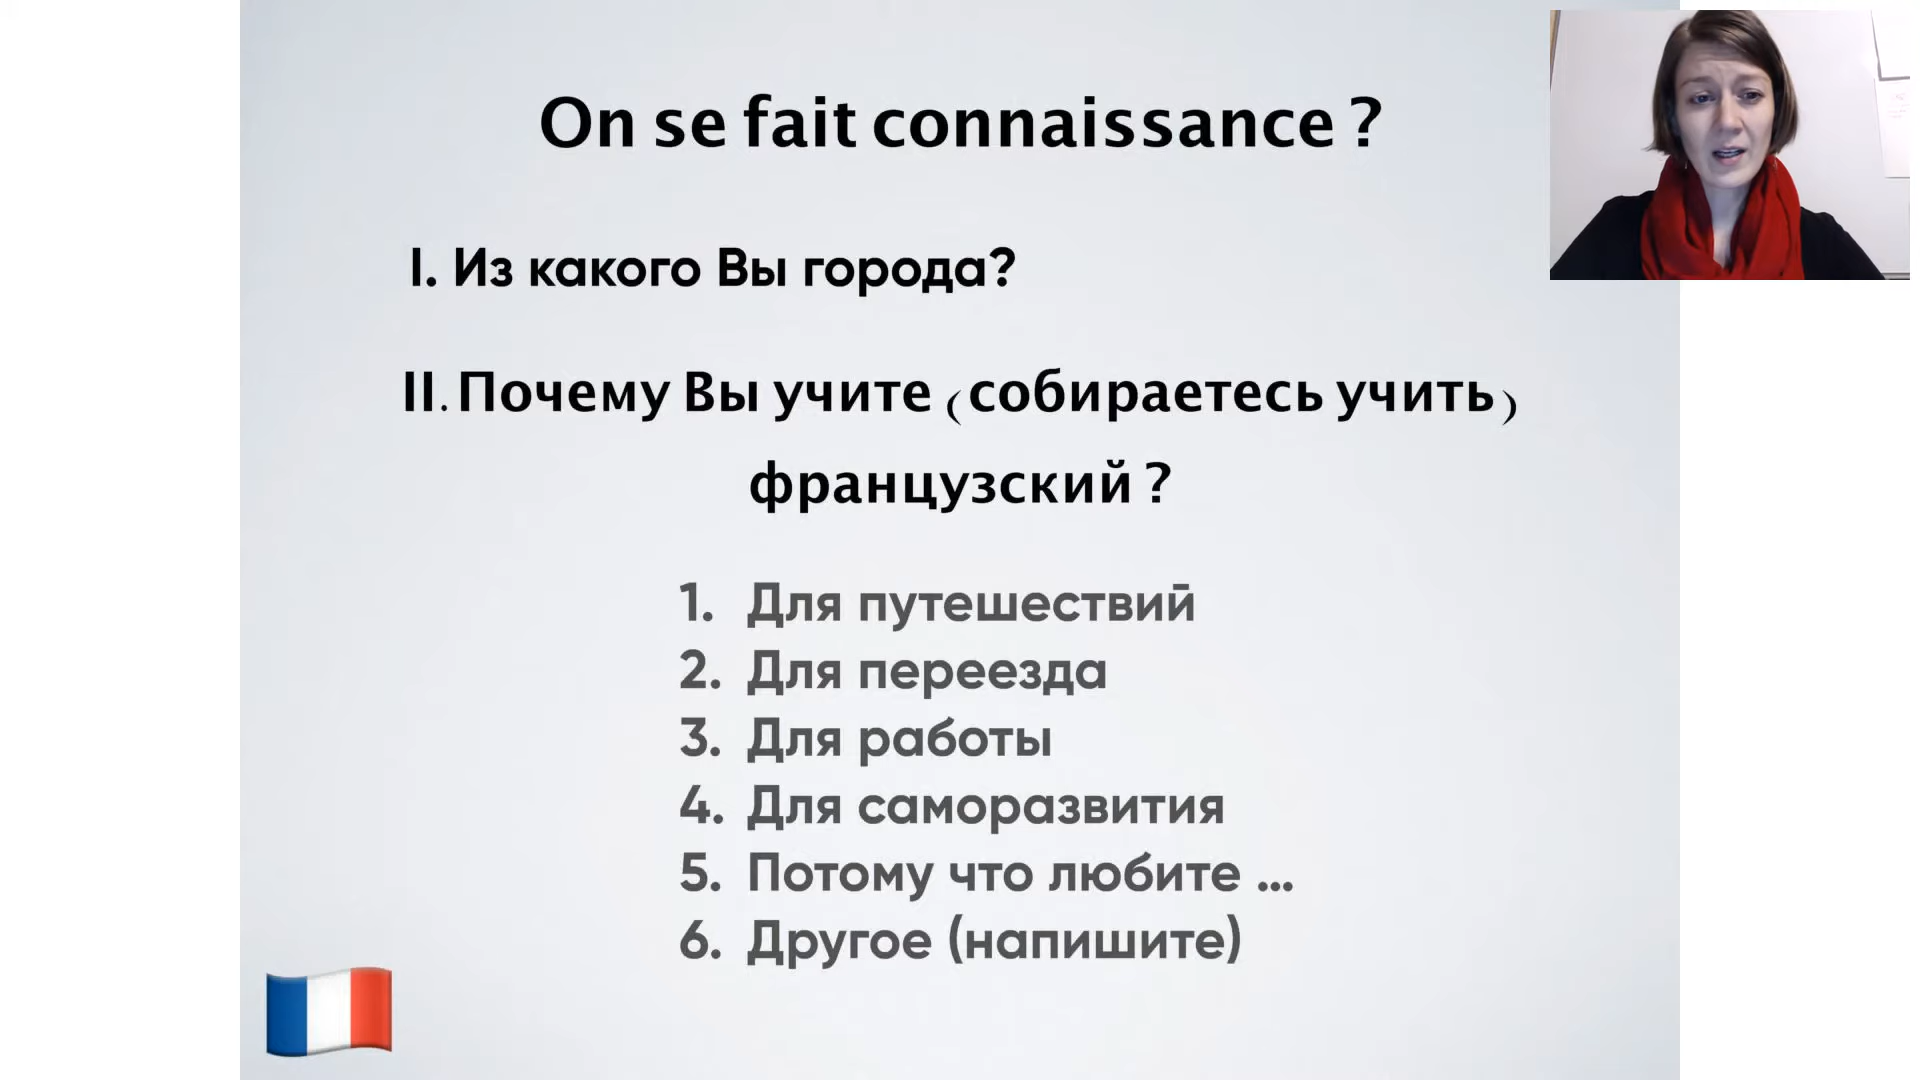 On se fait connaissance ?
I. Из какого Вы города?
II. Почему Вы учите (собираетесь учить)
французский ?
1. Для путешествий
2. Для переезда
3. Для работы
4. Для саморазвития
5. Потому что любите ...
6. Другое (напишите)